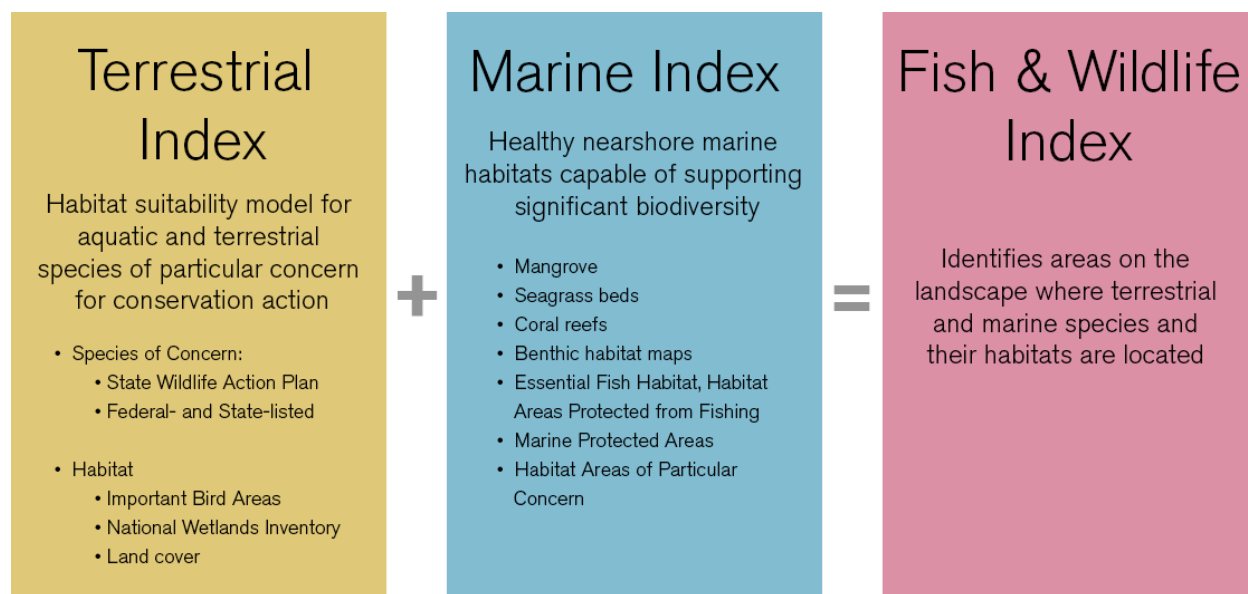 Terrestrial
Index
Habitat suitability model for
aquatic and terrestrial
species of particular concern
for conservation action
• Species of Concern:
• State Wildlife Action Plan
• Federal- and State-listed
• Habitat
• Important Bird Areas
• National Wetlands Inventory
• Land cover
+
Marine Index
Healthy nearshore marine
habitats capable of supporting
significant biodiversity
• Mangrove
• Seagrass beds
• Coral reefs
• Benthic habitat maps
• Essential Fish Habitat, Habitat
Areas Protected from Fishing
• Marine Protected Areas
• Habitat Areas of Particular
Concern
=
Fish & Wildlife
Index
Identifies areas on the
landscape where terrestrial
and marine species and
their habitats are located